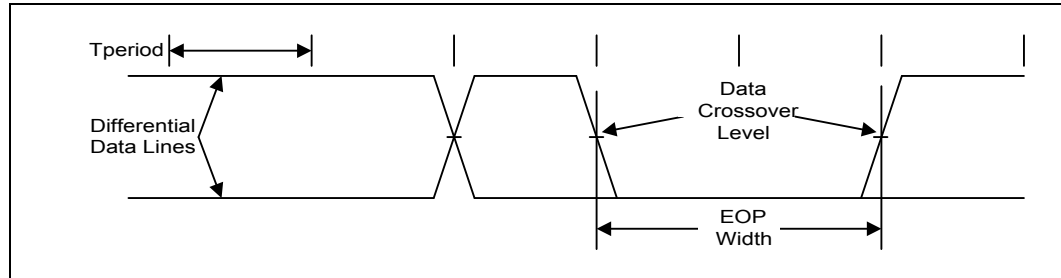 Tperiod
Differential
Data Lines
Data
Crossover
Level
EOP
Width